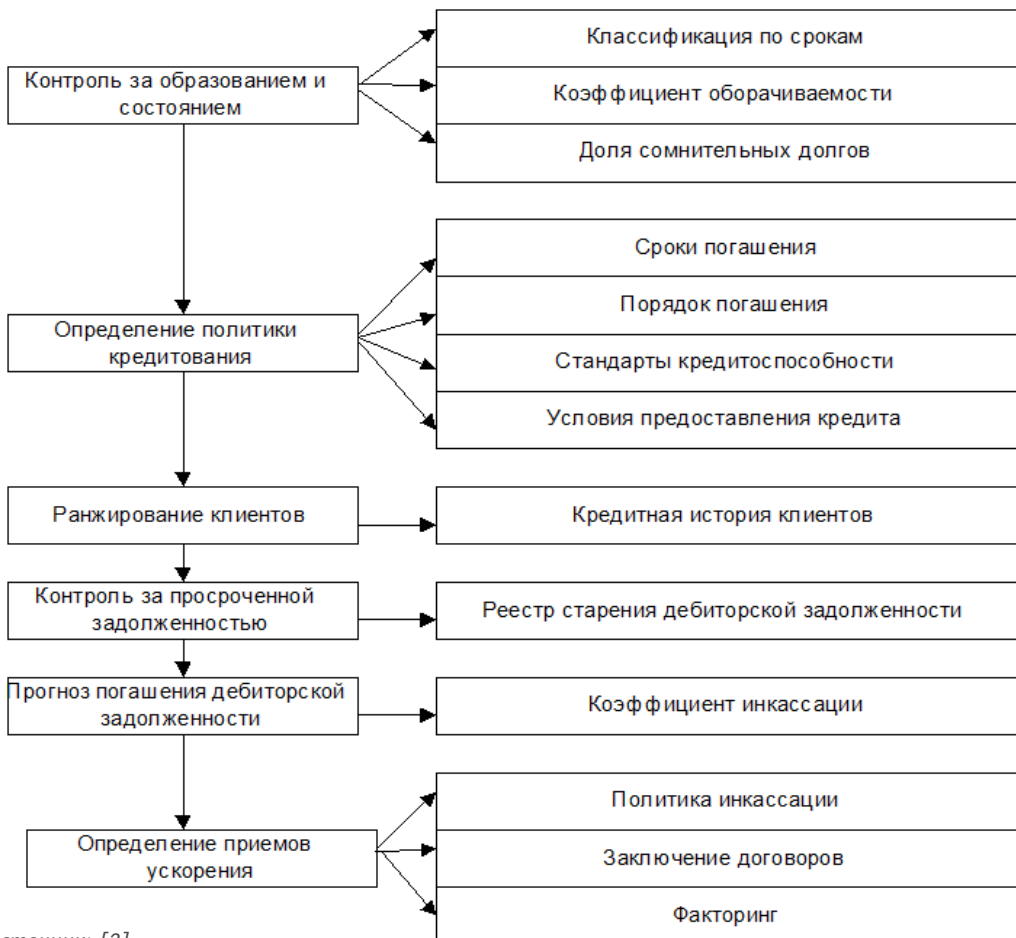 Контроль за образованием и
состоянием
Классификация по срокам
Коэффициент оборачиваемости
Доля сомнительных долгов
Определение политики
кредитования
Сроки погашения
Порядок погашения
Стандарты кредитоспособности
Условия предоставления кредита
Ранжирование клиентов
Кредитная история клиентов
Контроль за просроченной
задолженностью
Реестр старения дебиторской задолженности
Прогноз погашения дебиторской
задолженности
Коэффициент инкассации
Определение приемов
ускорения
Политика инкассации
Заключение договоров
Факторинг